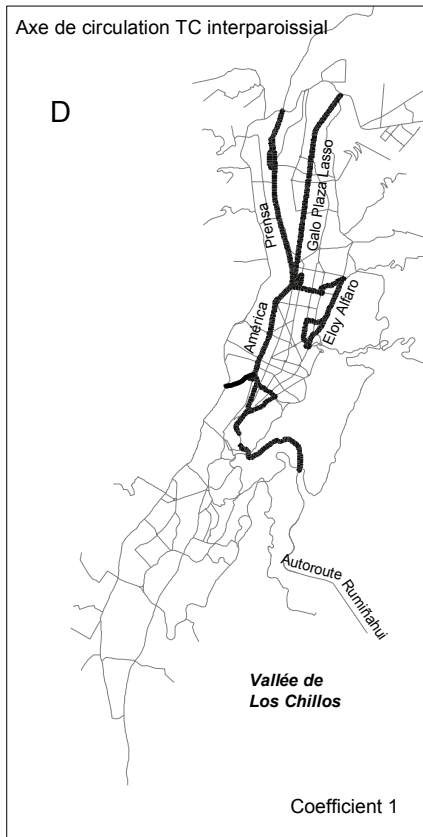 Axe de circulation TC interparoissial
D
Prensa
Galo Plaza Lasso
América
Eloy Alfaro
Autoroute Rumiñahui
Vallée de
Los Chillos
Coefficient 1